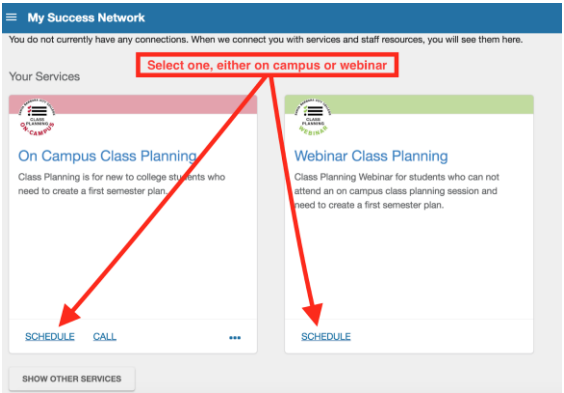 My Success Network
You do not currently have any connections. When we connect you with services and staff resources, you will see them here.
Select one, either on campus or webinar
Your Services
CLASS
PLANNING
ON-CAMPUS
On Campus Class Planning
Class Planning is for new to college students who
need to create a first semester plan.
SCHEDULE CALL
CLASS
PLANNING
WEBINAR
Webinar Class Planning
Class Planning Webinar for students who can not
attend an on campus class planning session and
need to create a first semester plan.
SCHEDULE
SHOW OTHER SERVICES